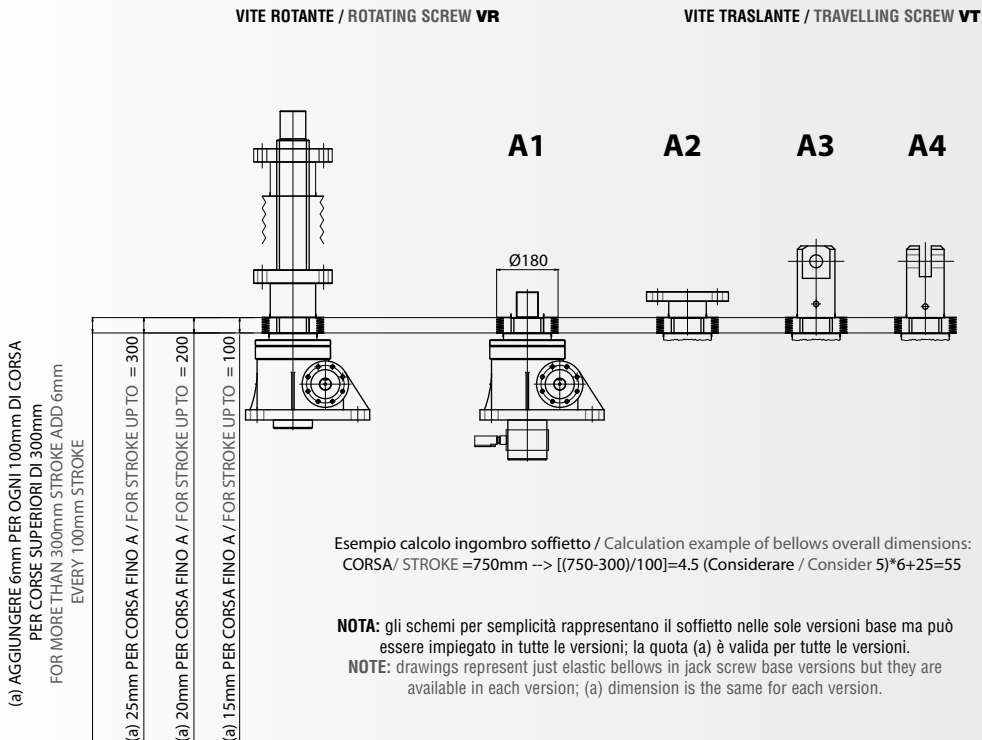 VITE ROTANTE / ROTATING SCREW VR
VITE TRASLANTE / TRAVELLING SCREW VT
A1
A2
A3
A4
Ø180
(a) AGGIUNGERE 6mm PER OGNI 100mm DI CORSA
PER CORSE SUPERIORI DI 300mm
FOR MORE THAN 300mm STROKE ADD 6mm
EVERY 100mm STROKE
(a) 25mm PER CORSA FINO A / FOR STROKE UP TO = 300
(a) 20mm PER CORSA FINO A / FOR STROKE UP TO = 200
(a) 15mm PER CORSA FINO A / FOR STROKE UP TO = 100
Esempio calcolo ingombro soffietto / Calculation example of bellows overall dimensions:
CORSA/ STROKE =750mm --> [(750-300)/100]=4.5 (Considerare / Consider 5)*6+25=55
NOTA: gli schemi per semplicità rappresentano il soffietto nelle sole versioni base ma può
essere impiegato in tutte le versioni; la quota (a) è valida per tutte le versioni.
NOTE: drawings represent just elastic bellows in jack screw base versions but they are
available in each version; (a) dimension is the same for each version.